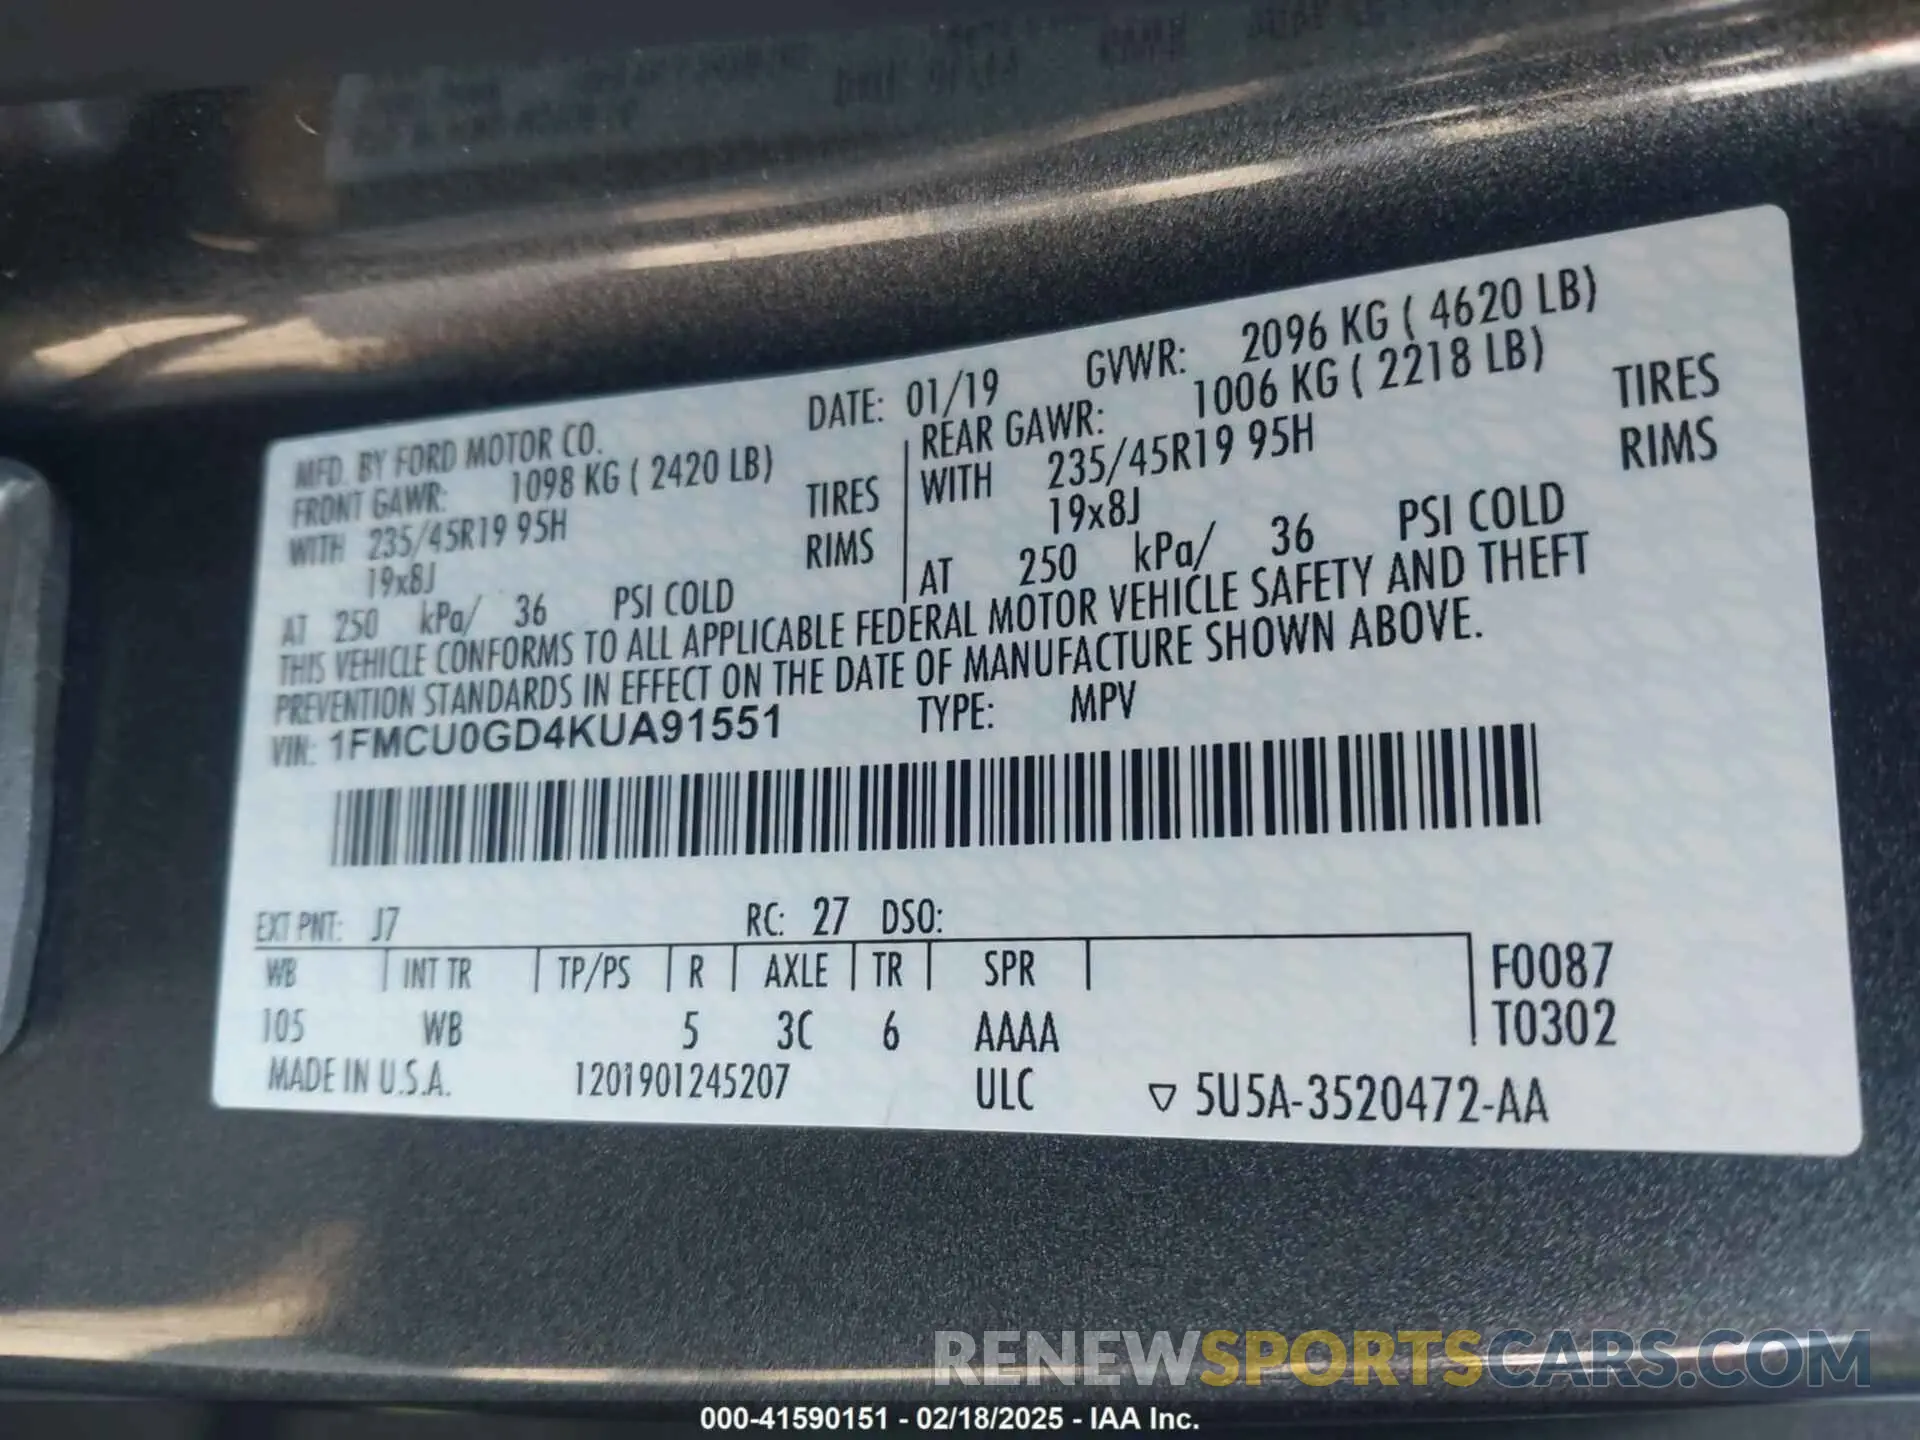 MFD. BY FORD MOTOR CO. DATE: 01/19 GVWR: 2096 KG ( 4620 LB)
FRONT GAWR: 1098 KG ( 2420 LB) REAR GAWR: 1006 KG ( 2218 LB)
WITH 235/45R19 95H TIRES WITH 235/45R19 95H TIRES
19x8J RIMS 19x8J RIMS
AT 250 kPa/ 36 PSI COLD AT 250 kPa/ 36 PSI COLD
THIS VEHICLE CONFORMS TO ALL APPLICABLE FEDERAL MOTOR VEHICLE SAFETY AND THEFT
PREVENTION STANDARDS IN EFFECT ON THE DATE OF MANUFACTURE SHOWN ABOVE.
VIN: 1FMCU0GD4KUA91551 TYPE: MPV
EXT PNT: J7 RC: 27 DSO:
WB INT TR TP/PS R AXLE TR SPR F0087
105 WB 5 3C 6 AAAA T0302
MADE IN U.S.A. 1201901245207 ULC ▽ 5U5A-3520472-AA
RENEWSPORTSCARS.COM
000-41590151 - 02/18/2025 - IAA Inc.